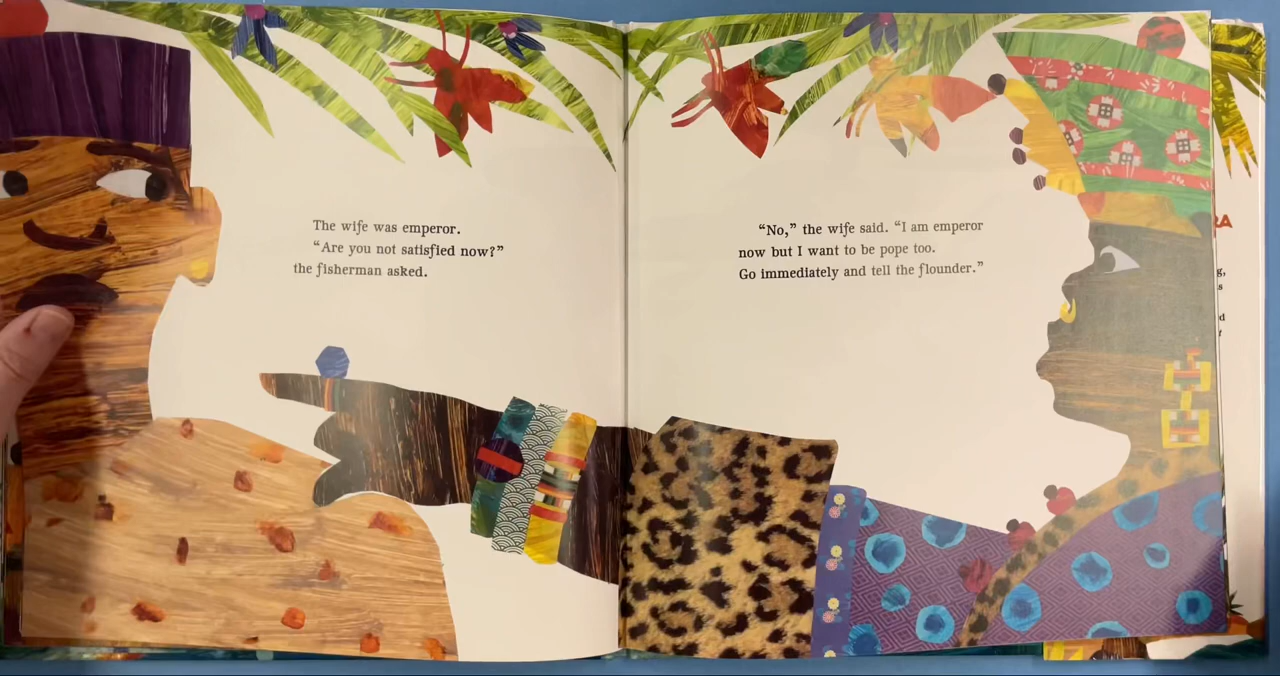 The wife was emperor.
“Are you not satisfied now?”
the fisherman asked.
“No,” the wife said. “I am emperor
now but I want to be pope too.
Go immediately and tell the flounder.”